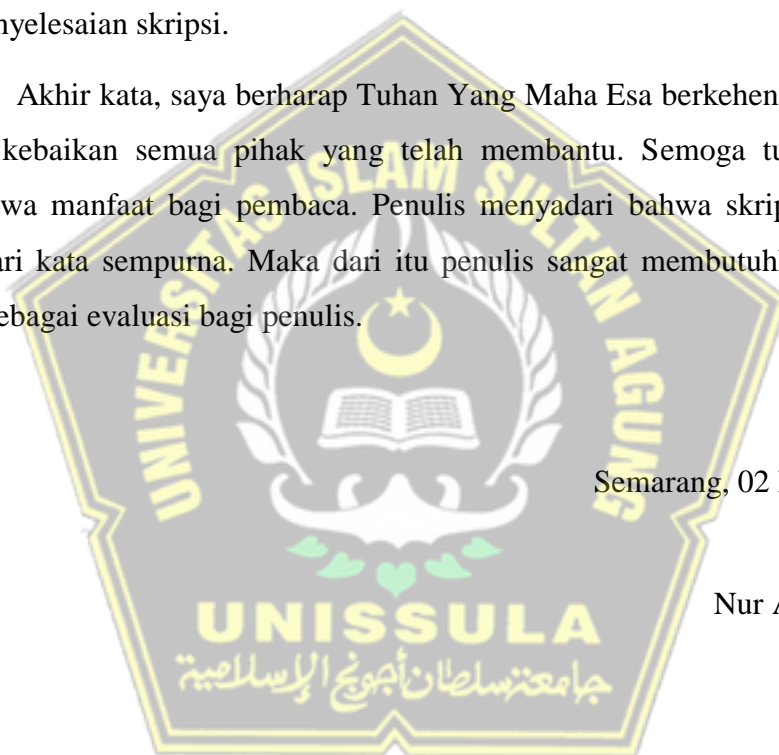 nyelesaian skripsi.
Akhir kata, saya berharap Tuhan Yang Maha Esa berkehen
kebaikan semua pihak yang telah membantu. Semoga tu
wa manfaat bagi pembaca. Penulis menyadari bahwa skrip
ri kata sempurna. Maka dari itu penulis sangat membutuh
ebagai evaluasi bagi penulis.
UNIVERSITAS ISLAM SULTAN AGUNG
Semarang, 02
Nur A
UNISSULA
جامعة سلطان أجونج الإسلامية